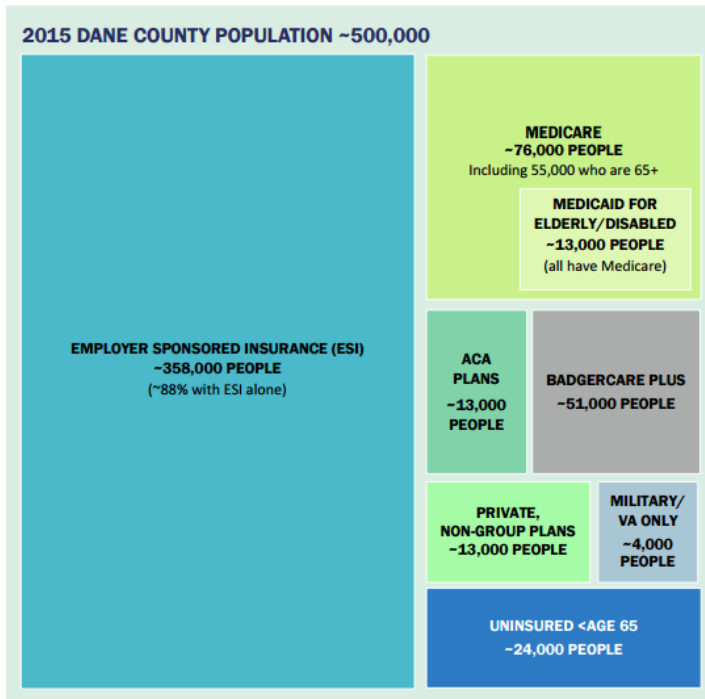 2015 DANE COUNTY POPULATION ~500,000
EMPLOYER SPONSORED INSURANCE (ESI)
~358,000 PEOPLE
(~88% with ESI alone)
MEDICARE
~76,000 PEOPLE
Including 55,000 who are 65+
MEDICAID FOR
ELDERLY/DISABLED
~13,000 PEOPLE
(all have Medicare)
ACA
PLANS
~13,000
PEOPLE
BADGERCARE PLUS
~51,000 PEOPLE
PRIVATE,
NON-GROUP PLANS
~13,000 PEOPLE
MILITARY/
VA ONLY
~4,000
PEOPLE
UNINSURED <AGE 65
~24,000 PEOPLE